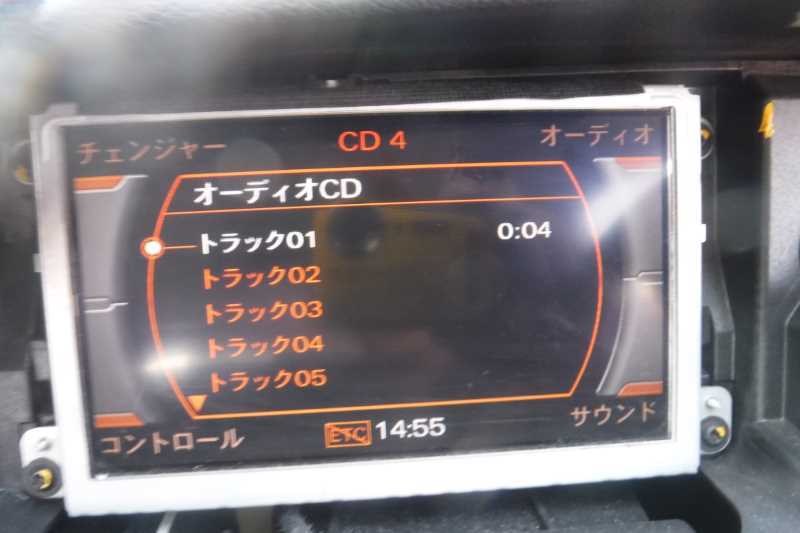 チェンジャー CD 4 オーディオ
オーディオCD
トラック01 0:04
トラック02
トラック03
トラック04
トラック05
コントロール ETC 14:55 サウンド